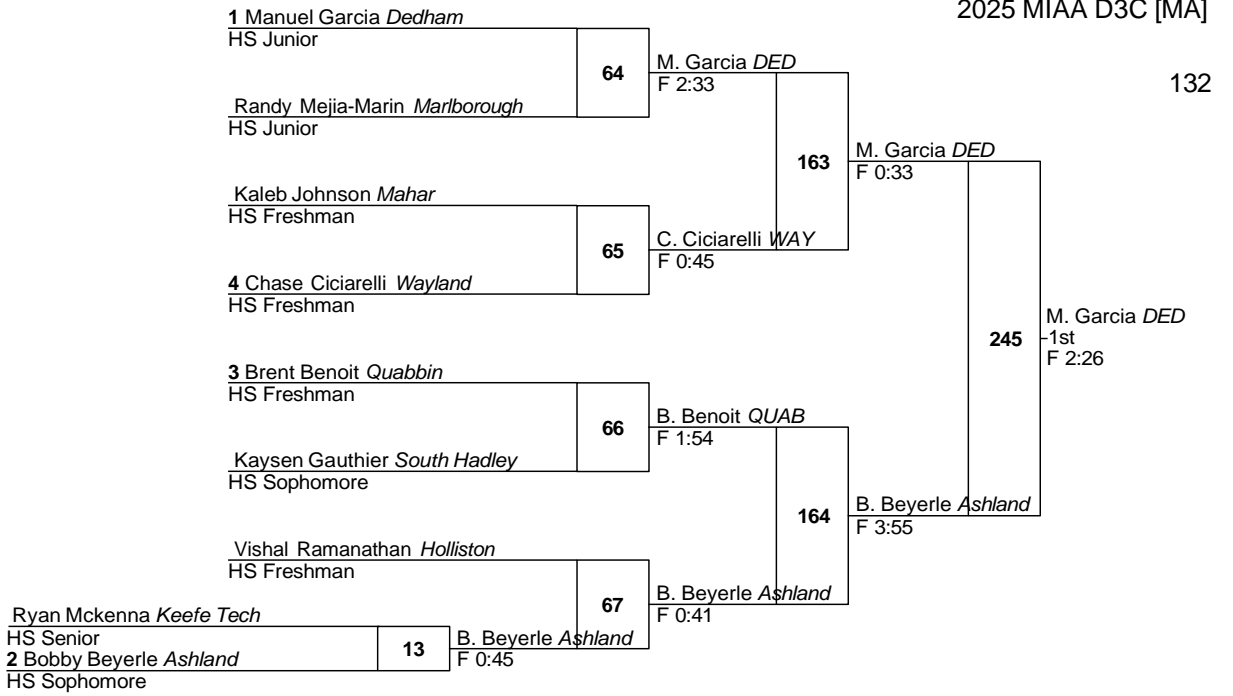 2025 MIAA D3C [MA]
132
1 Manuel Garcia Dedham
HS Junior
64
M. Garcia DED
F 2:33
Randy Mejia-Marin Marlborough
HS Junior
163
M. Garcia DED
F 0:33
Kaleb Johnson Mahar
HS Freshman
65
C. Ciciarelli WAY
F 0:45
4 Chase Ciciarelli Wayland
HS Freshman
245
M. Garcia DED
1st
F 2:26
3 Brent Benoit Quabbin
HS Freshman
66
B. Benoit QUAB
F 1:54
Kaysen Gauthier South Hadley
HS Sophomore
164
B. Beyerle Ashland
F 3:55
Vishal Ramanathan Holliston
HS Freshman
67
B. Beyerle Ashland
F 0:41
Ryan Mckenna Keefe Tech
HS Senior
13
B. Beyerle Ashland
F 0:45
2 Bobby Beyerle Ashland
HS Sophomore